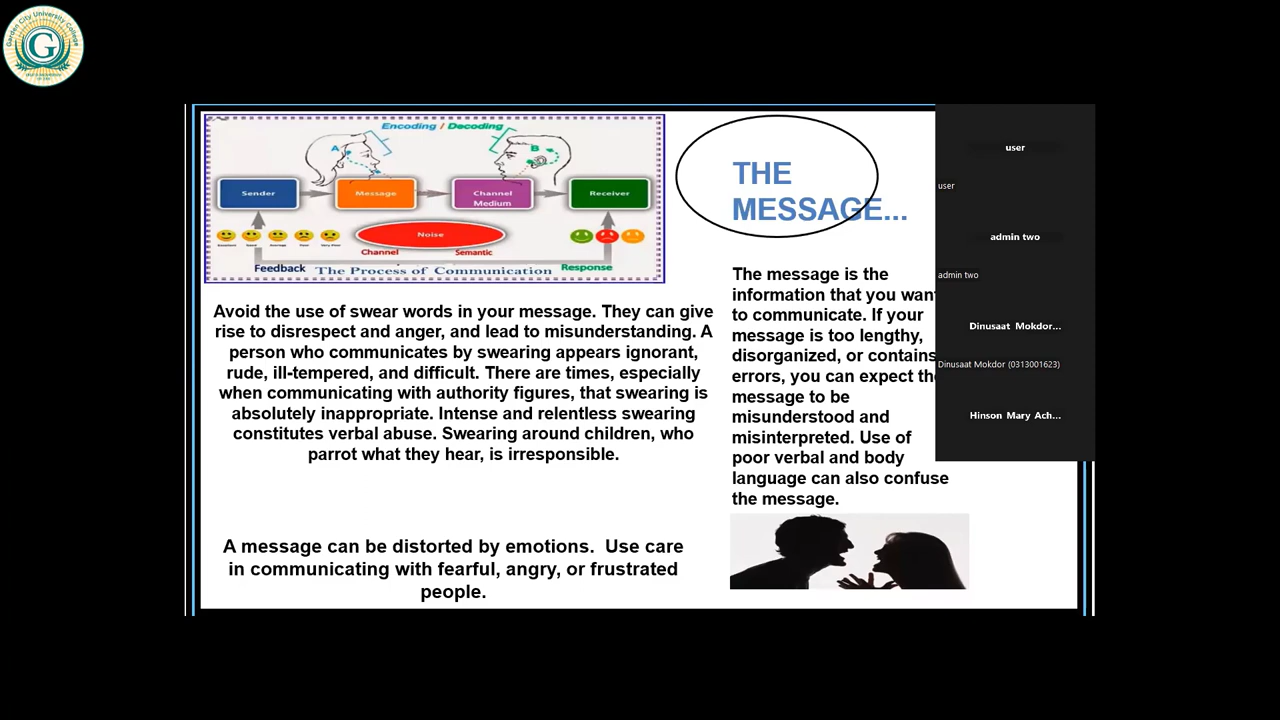 Garden City University College
G
Encoding / Decoding
A
B
Sender
Message
Channel
Medium
Receiver
Noise
Channel
Semantic
Feedback
The Process of Communication
Response
THE
MESSAGE...
Avoid the use of swear words in your message. They can give
rise to disrespect and anger, and lead to misunderstanding. A
person who communicates by swearing appears ignorant,
rude, ill-tempered, and difficult. There are times, especially
when communicating with authority figures, that swearing is
absolutely inappropriate. Intense and relentless swearing
constitutes verbal abuse. Swearing around children, who
parrot what they hear, is irresponsible.
A message can be distorted by emotions.  Use care
in communicating with fearful, angry, or frustrated
people.
The message is the
information that you want
to communicate. If your
message is too lengthy,
disorganized, or contains
errors, you can expect the
message to be
misunderstood and
misinterpreted. Use of
poor verbal and body
language can also confuse
the message.
user
user
admin two
admin two
Dinusaat Mokdor...
Dinusaat Mokdor (0313001623)
Hinson Mary Ach...